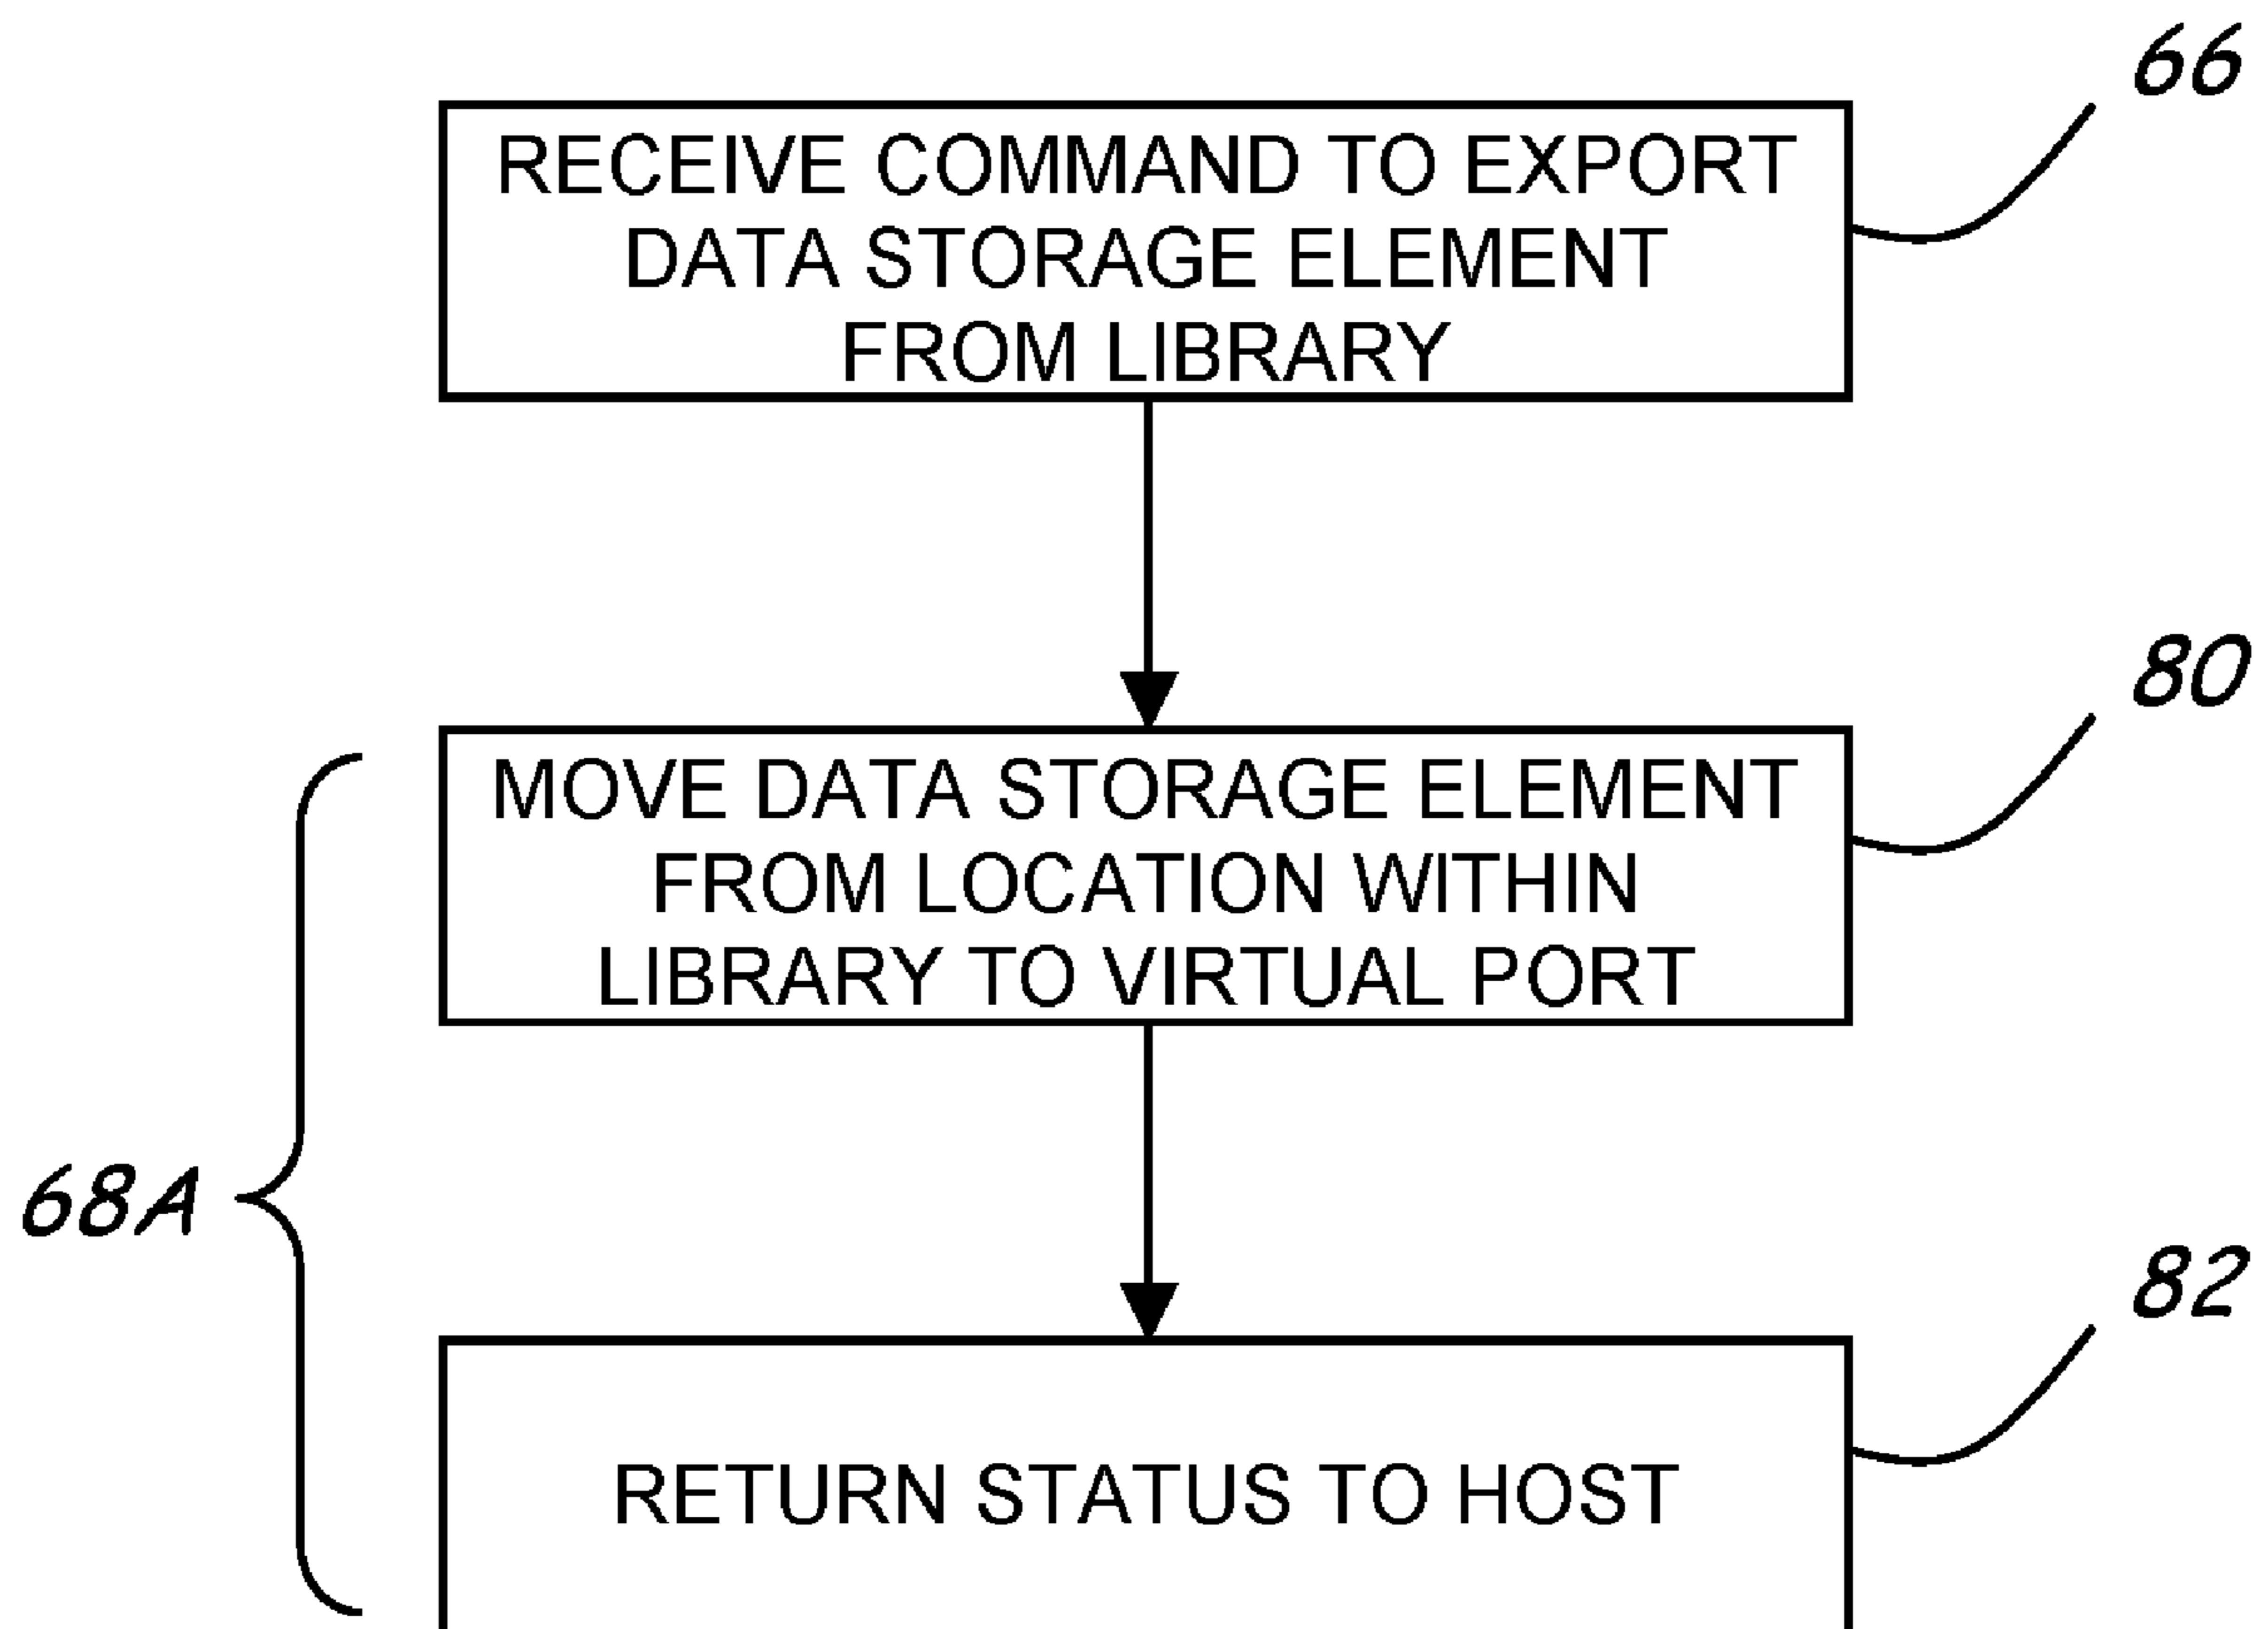 66
RECEIVE COMMAND TO EXPORT
DATA STORAGE ELEMENT
FROM LIBRARY
80
MOVE DATA STORAGE ELEMENT
FROM LOCATION WITHIN
LIBRARY TO VIRTUAL PORT
68A
82
RETURN STATUS TO HOST